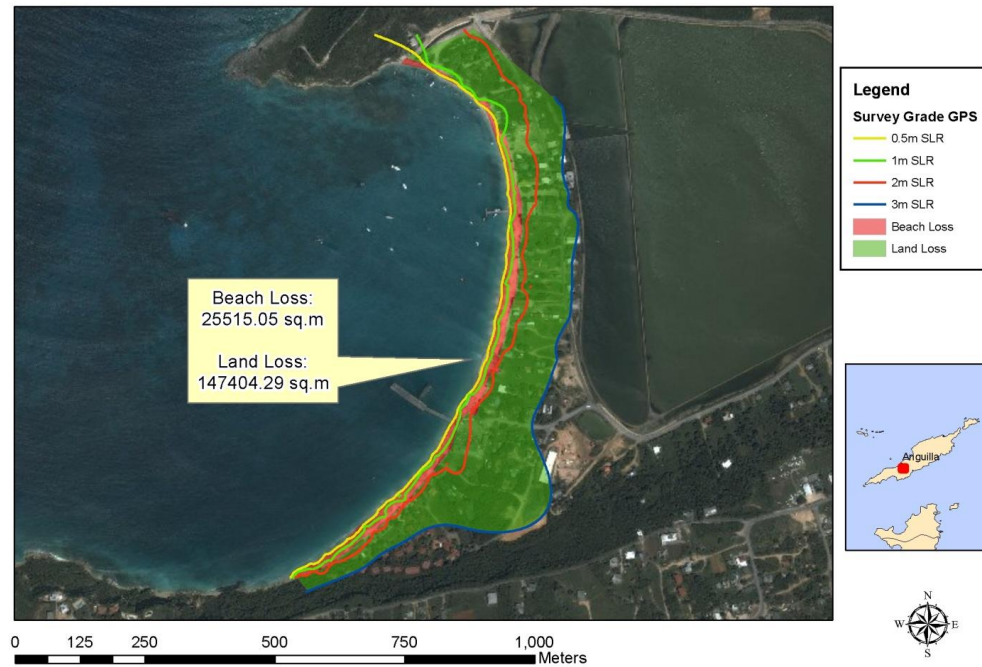 Beach Loss:
25515.05 sq.m
Land Loss:
147404.29 sq.m
Legend
Survey Grade GPS
0.5m SLR
1m SLR
2m SLR
3m SLR
Beach Loss
Land Loss
Anguilla
N
W E
S
0 125 250 500 750 1,000
Meters